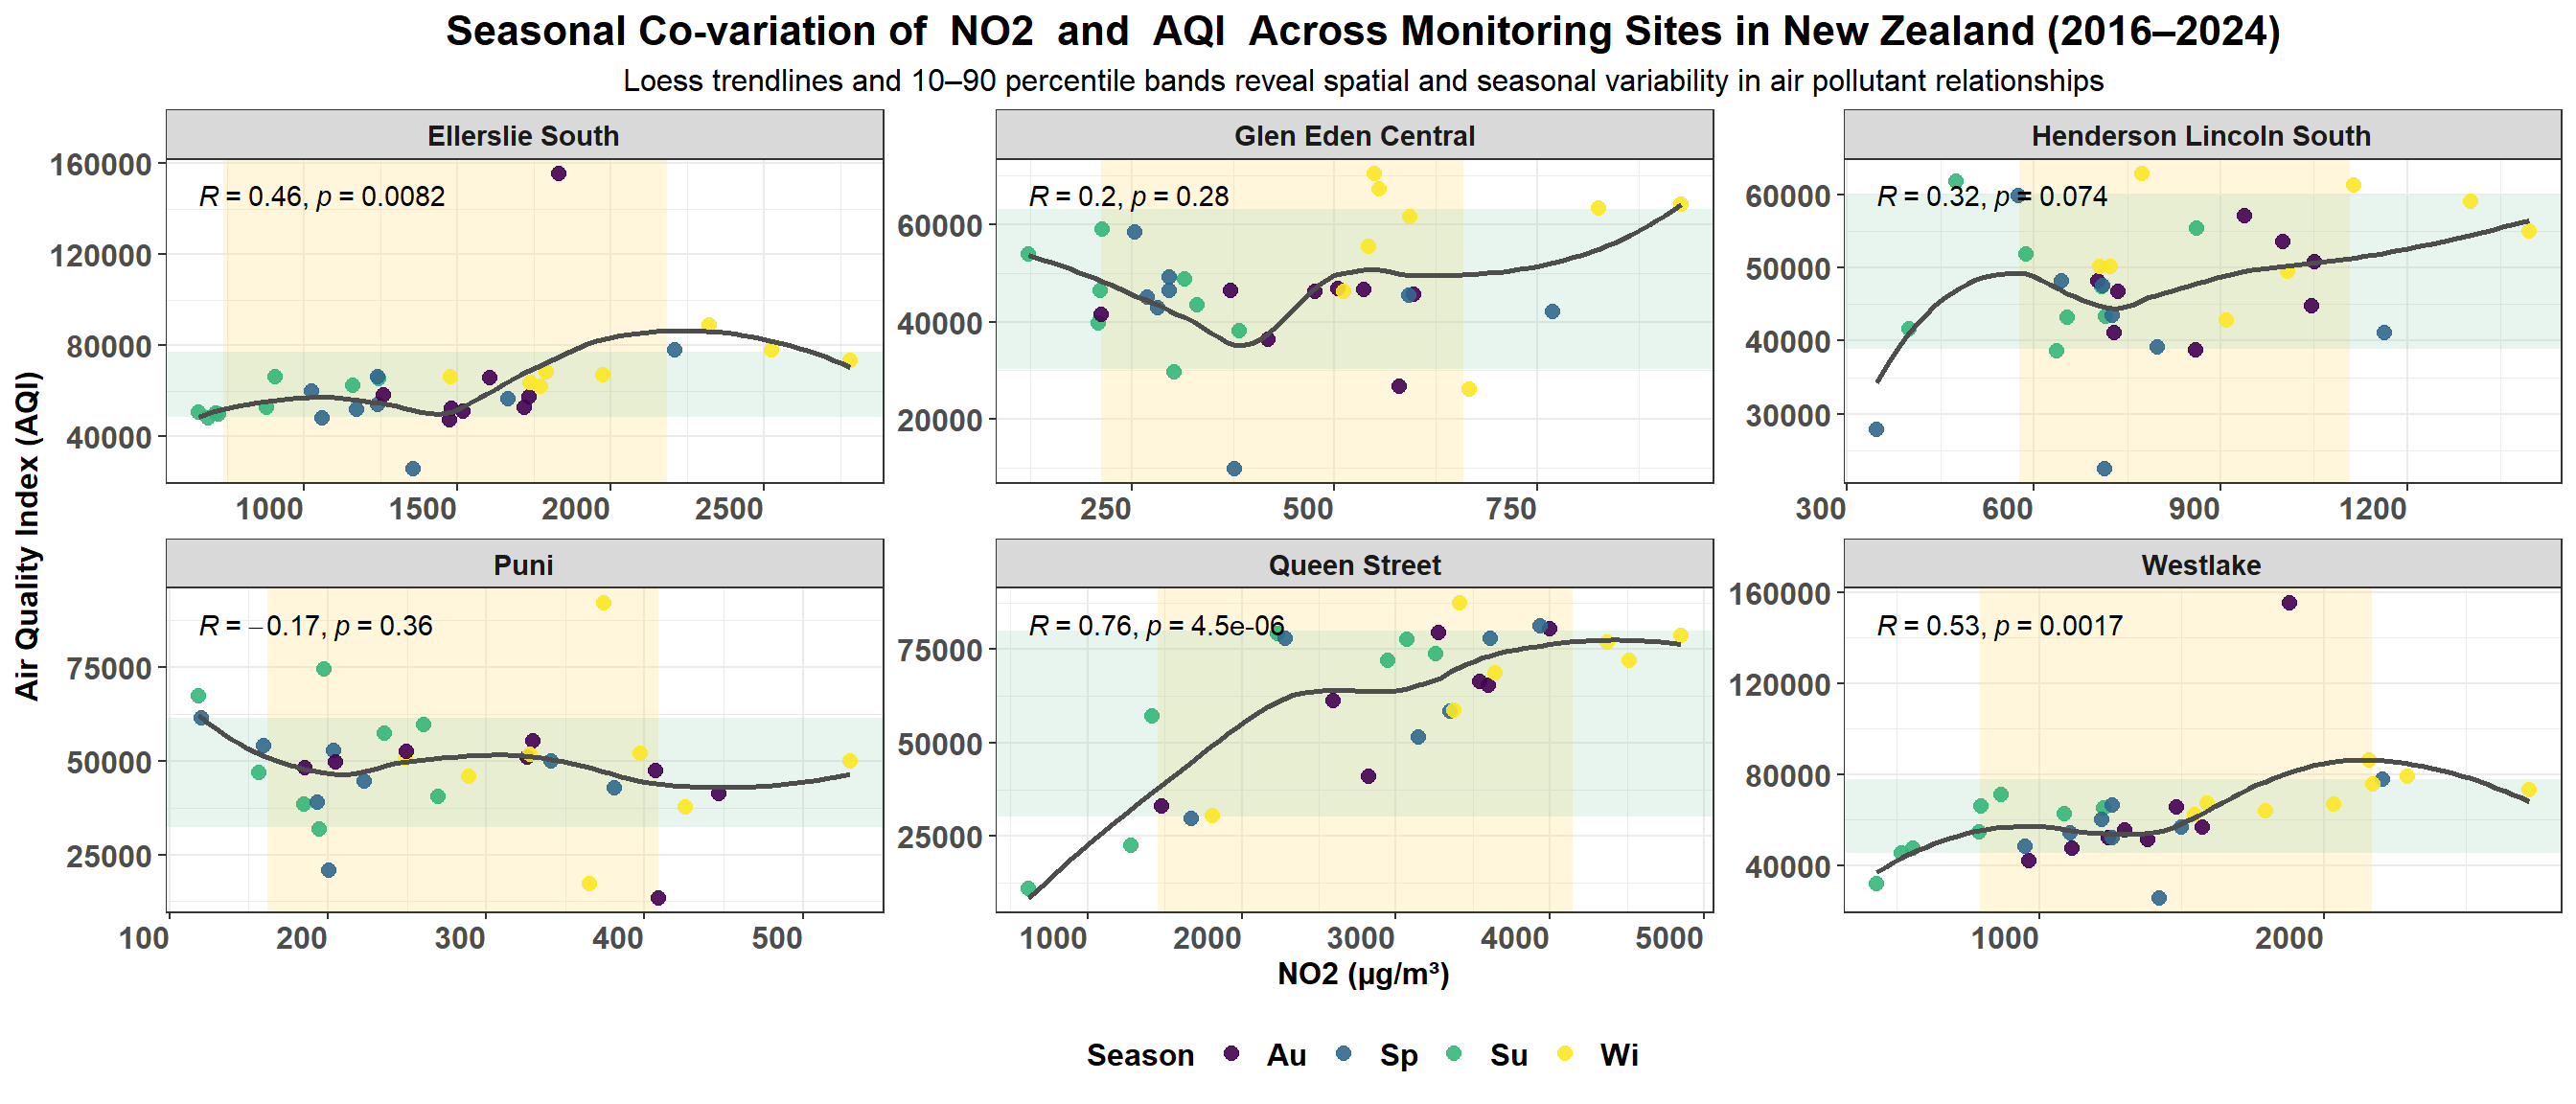 Seasonal Co-variation of  NO2  and  AQI  Across Monitoring Sites in New Zealand (2016–2024)
Loess trendlines and 10–90 percentile bands reveal spatial and seasonal variability in air pollutant relationships
Air Quality Index (AQI)
Ellerslie South
R = 0.46, p = 0.0082
160000
120000
80000
40000
1000 1500 2000 2500
Glen Eden Central
R = 0.2, p = 0.28
60000
40000
20000
250 500 750
Henderson Lincoln South
R = 0.32, p = 0.074
60000
50000
40000
30000
300 600 900 1200
Puni
R = −0.17, p = 0.36
75000
50000
25000
100 200 300 400 500
Queen Street
R = 0.76, p = 4.5e-06
75000
50000
25000
1000 2000 3000 4000 5000
Westlake
R = 0.53, p = 0.0017
160000
120000
80000
40000
1000 2000
NO2 (µg/m³)
Season Au Sp Su Wi